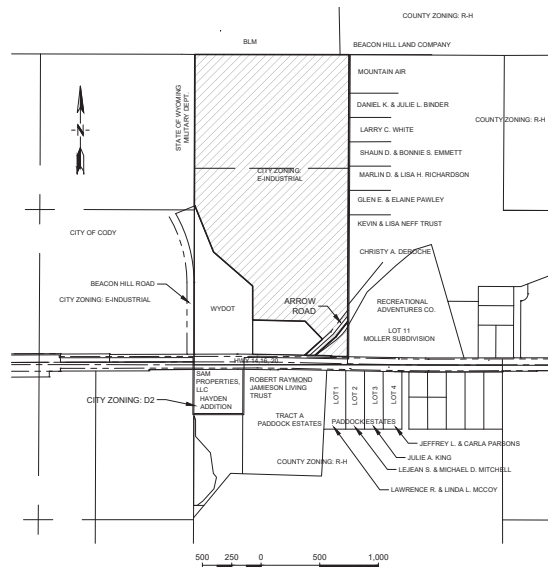 COUNTY ZONING: R-H
BLM
BEACON HILL LAND COMPANY
STATE OF WYOMING
MILITARY DEPT.
MOUNTAIN AIR
DANIEL K. & JULIE L. BINDER
COUNTY ZONING: R-H
LARRY C. WHITE
N
SHAUN D. & BONNIE S. EMMETT
CITY ZONING:
E-INDUSTRIAL
MARLIN D. & LISA H. RICHARDSON
GLEN E. & ELAINE PAWLEY
KEVIN & LISA NEFF TRUST
CITY OF CODY
CHRISTY A. DEROCHE
BEACON HILL ROAD
CITY ZONING: E-INDUSTRIAL
WYDOT
ARROW
ROAD
RECREATIONAL
ADVENTURES CO.
LOT 11
MOLLER SUBDIVISION
HWY 14,16, 20
SAM
PROPERTIES,
LLC
HAYDEN
ADDITION
CITY ZONING: D2
ROBERT RAYMOND
JAMIESON LIVING
TRUST
TRACT A
PADDOCK ESTATES
LOT 1
LOT 2
LOT 3
LOT 4
PADDOCK ESTATES
JEFFREY L. & CARLA PARSONS
JULIE A. KING
COUNTY ZONING: R-H
LEJEAN S. & MICHAEL D. MITCHELL
LAWRENCE R. & LINDA L. MCCOY
500 250 0 500 1,000